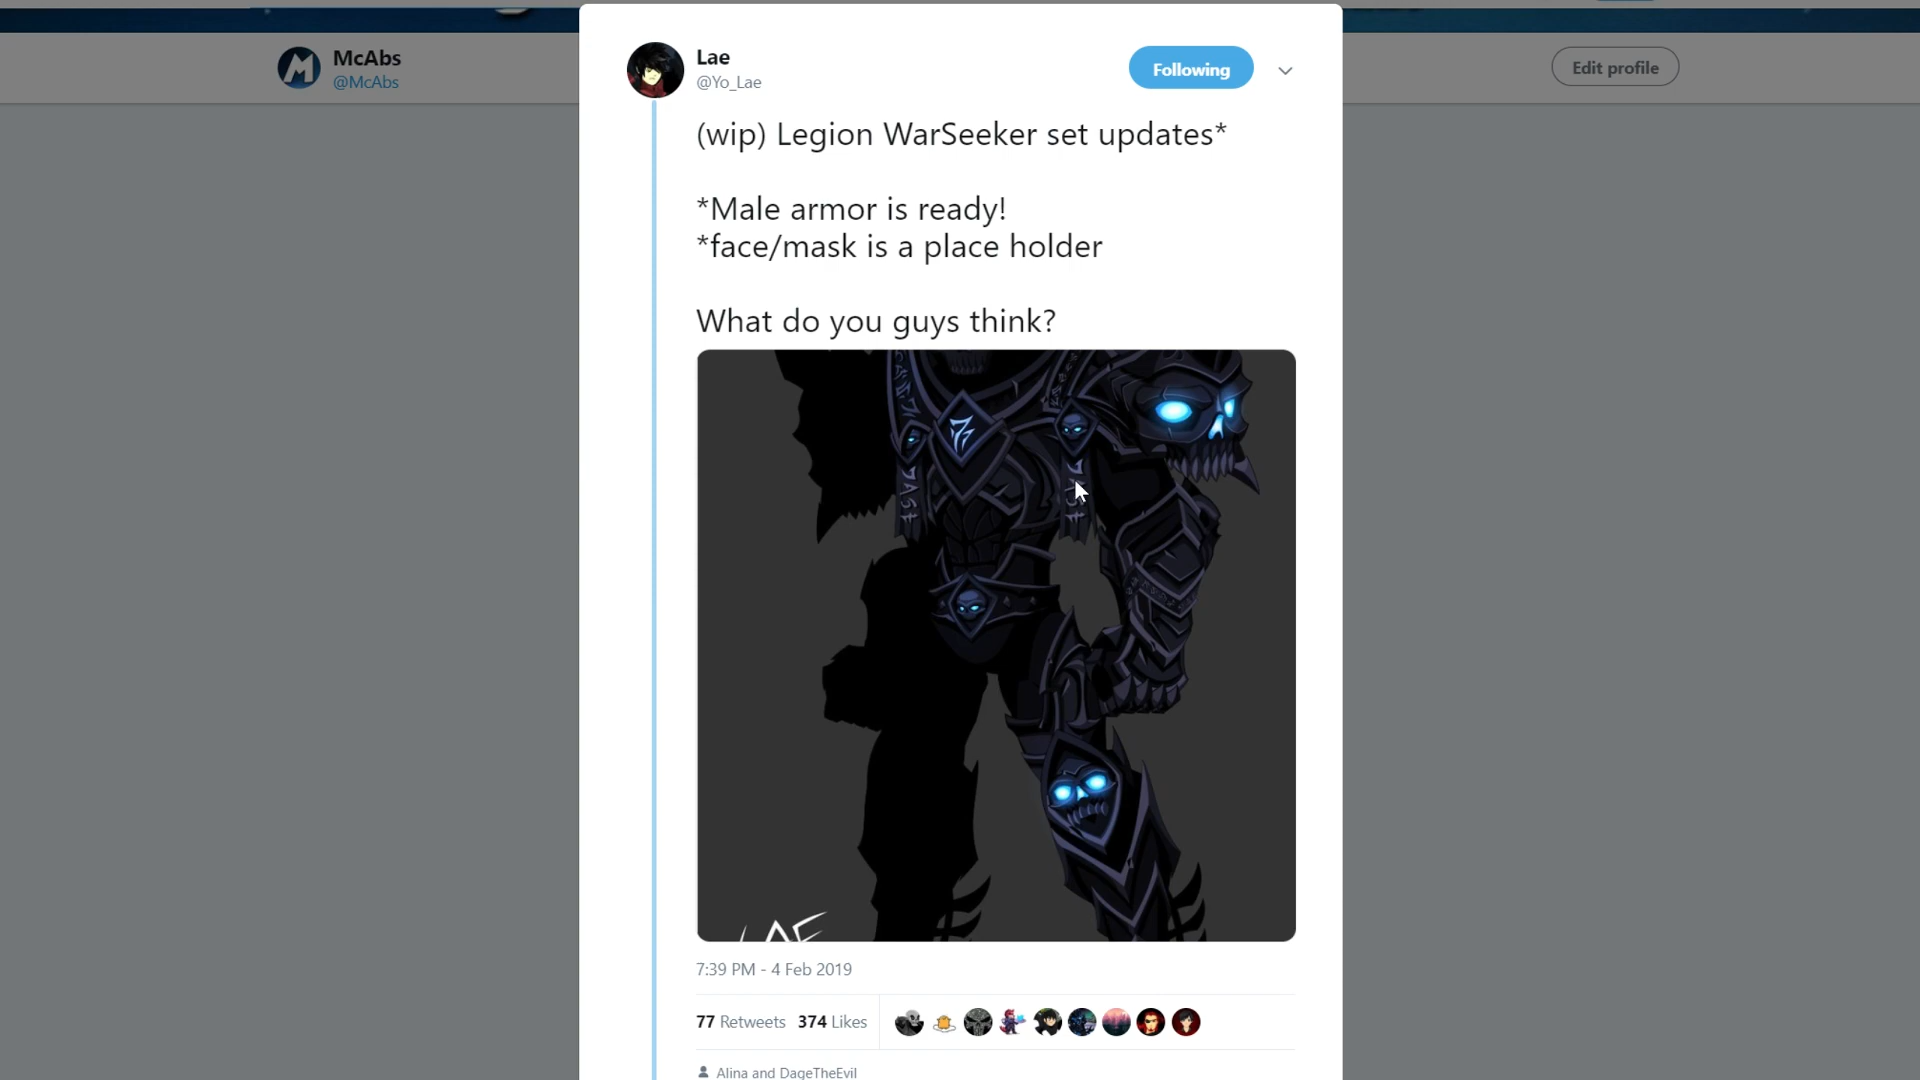 McAbs
@McAbs
Lae
@Yo_Lae
Following
Edit profile
(wip) Legion WarSeeker set updates*
*Male armor is ready!
*face/mask is a place holder
What do you guys think?
LAE
7:39 PM - 4 Feb 2019
77 Retweets 374 Likes
Alina and DageTheEvil